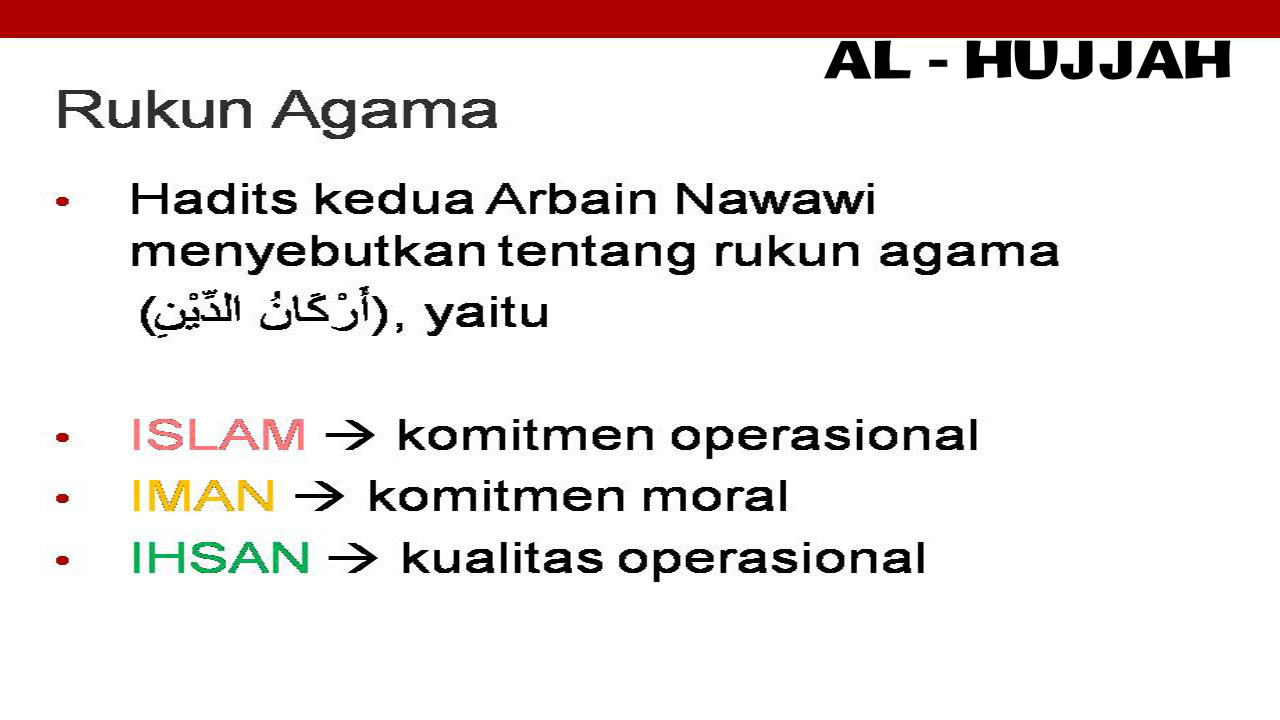 AL - HUJJAH
Rukun Agama
• Hadits kedua Arbain Nawawi
menyebutkan tentang rukun agama
(أَرْكَانُ الدِّيْنِ), yaitu
• ISLAM → komitmen operasional
• IMAN → komitmen moral
• IHSAN → kualitas operasional